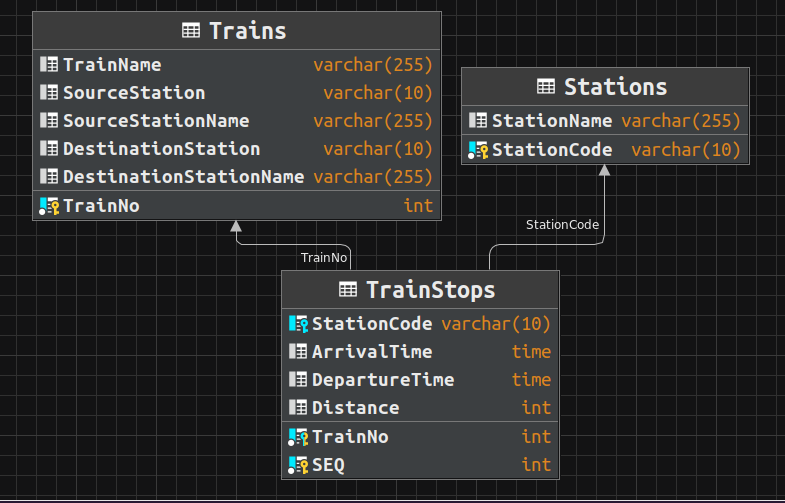 Trains
TrainName varchar(255)
SourceStation varchar(10)
SourceStationName varchar(255)
DestinationStation varchar(10)
DestinationStationName varchar(255)
TrainNo int
Stations
StationName varchar(255)
StationCode varchar(10)
StationCode
TrainNo
TrainStops
StationCode varchar(10)
ArrivalTime time
DepartureTime time
Distance int
TrainNo int
SEQ int